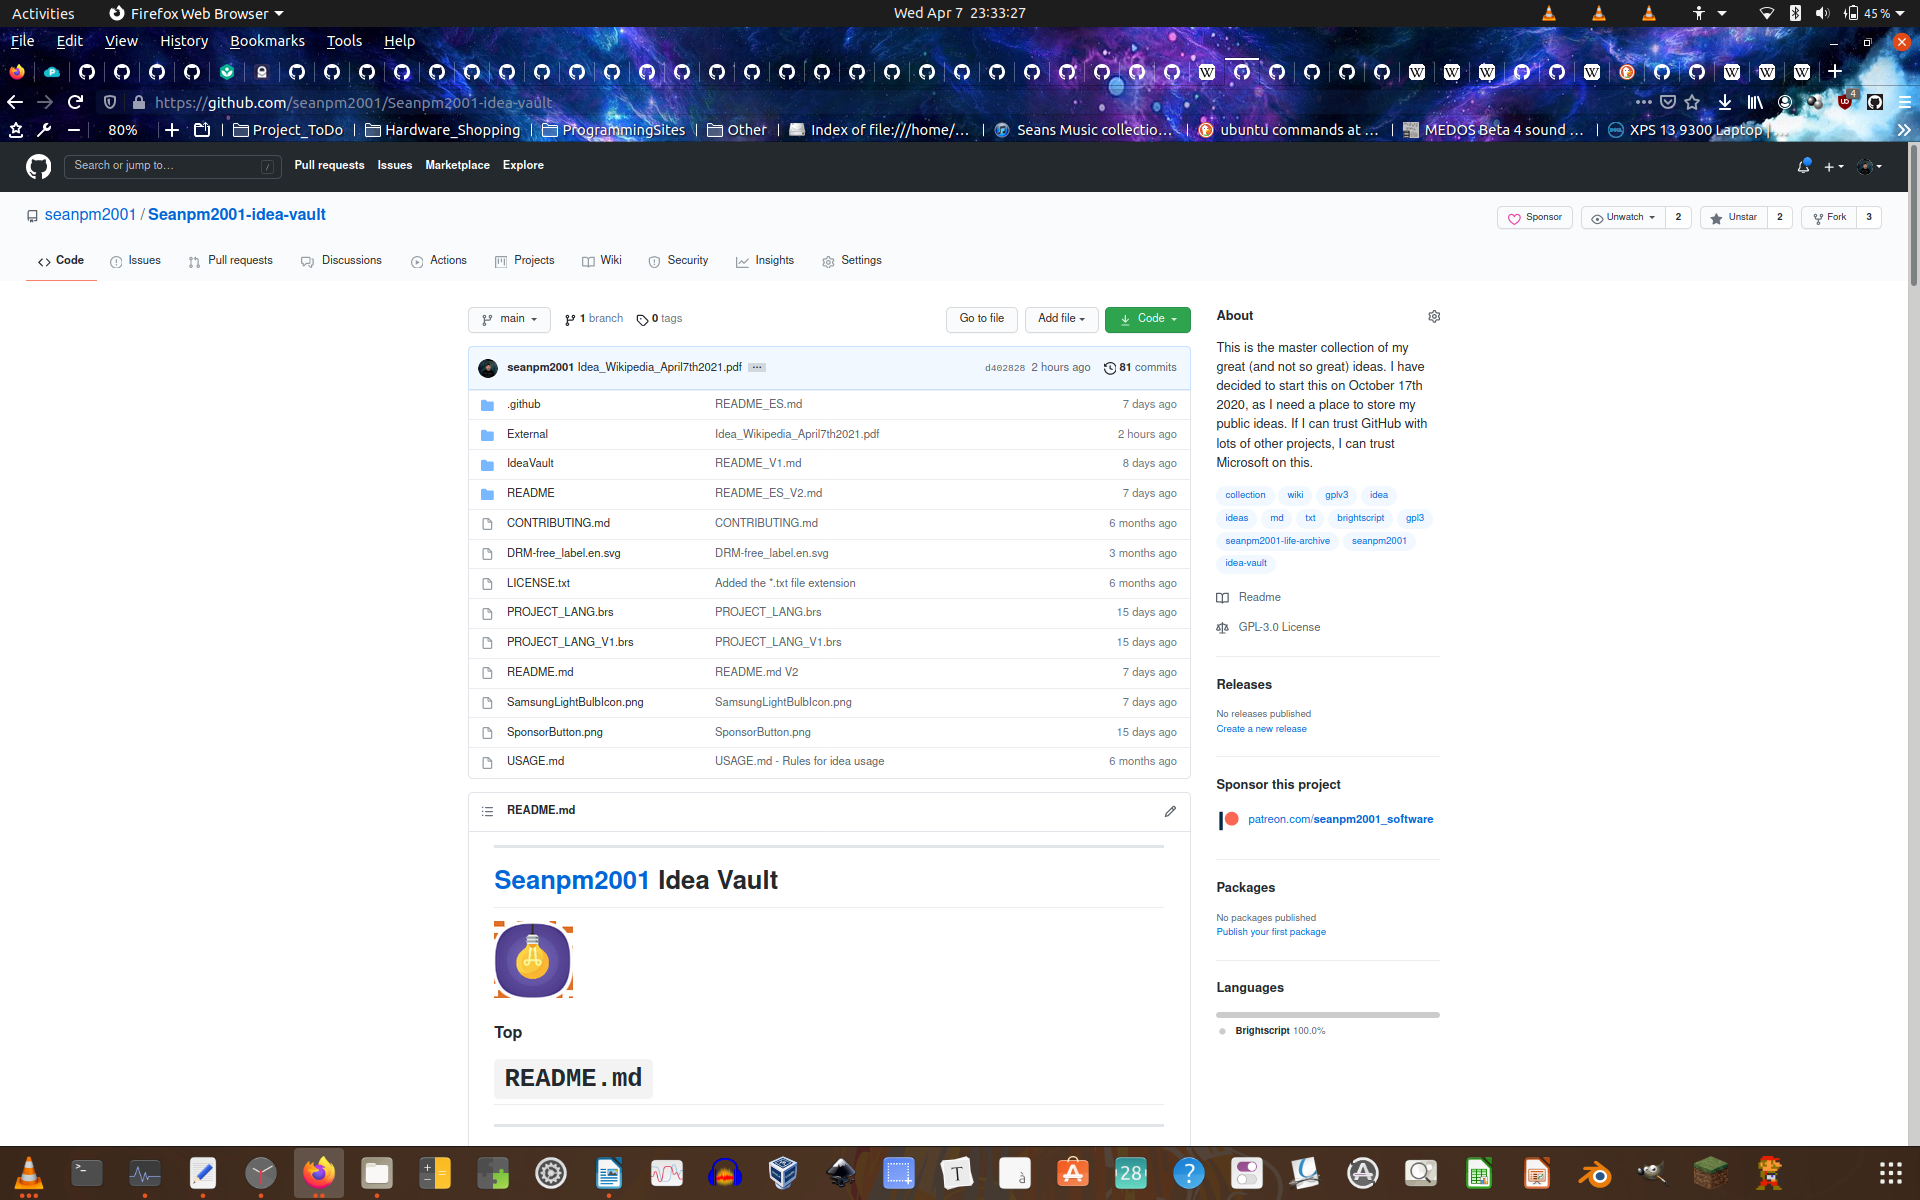 Activities Firefox Web Browser Wed Apr 7 23:33:27 45 %
File Edit View History Bookmarks Tools Help
https://github.com/seanpm2001/Seanpm2001-idea-vault 4
80% Project_ToDo Hardware_Shopping ProgrammingSites Other Index of file:///home/... Seans Music collectio... ubuntu commands at ... MEDOS Beta 4 sound ... XPS 13 9300 Laptop | ...
Search or jump to... / Pull requests Issues Marketplace Explore
seanpm2001 / Seanpm2001-idea-vault Sponsor Unwatch 2 Unstar 2 Fork 3
Code Issues Pull requests Discussions Actions Projects Wiki Security Insights Settings
main 1 branch 0 tags Go to file Add file Code
seanpm2001 Idea_Wikipedia_April7th2021.pdf ... d402828 2 hours ago 81 commits
.github README_ES.md 7 days ago
External Idea_Wikipedia_April7th2021.pdf 2 hours ago
IdeaVault README_V1.md 8 days ago
README README_ES_V2.md 7 days ago
CONTRIBUTING.md CONTRIBUTING.md 6 months ago
DRM-free_label.en.svg DRM-free_label.en.svg 3 months ago
LICENSE.txt Added the *.txt file extension 6 months ago
PROJECT_LANG.brs PROJECT_LANG.brs 15 days ago
PROJECT_LANG_V1.brs PROJECT_LANG_V1.brs 15 days ago
README.md README.md V2 7 days ago
SamsungLightBulbIcon.png SamsungLightBulbIcon.png 7 days ago
SponsorButton.png SponsorButton.png 15 days ago
USAGE.md USAGE.md - Rules for idea usage 6 months ago
README.md
Seanpm2001 Idea Vault
Top
README.md
About
This is the master collection of my
great (and not so great) ideas. I have
decided to start this on October 17th
2020, as I need a place to store my
public ideas. If I can trust GitHub with
lots of other projects, I can trust
Microsoft on this.
collection wiki gplv3 idea
ideas md txt brightscript gpl3
seanpm2001-life-archive seanpm2001
idea-vault
Readme
GPL-3.0 License
Releases
No releases published
Create a new release
Sponsor this project
patreon.com/seanpm2001_software
Packages
No packages published
Publish your first package
Languages
Brightscript 100.0%